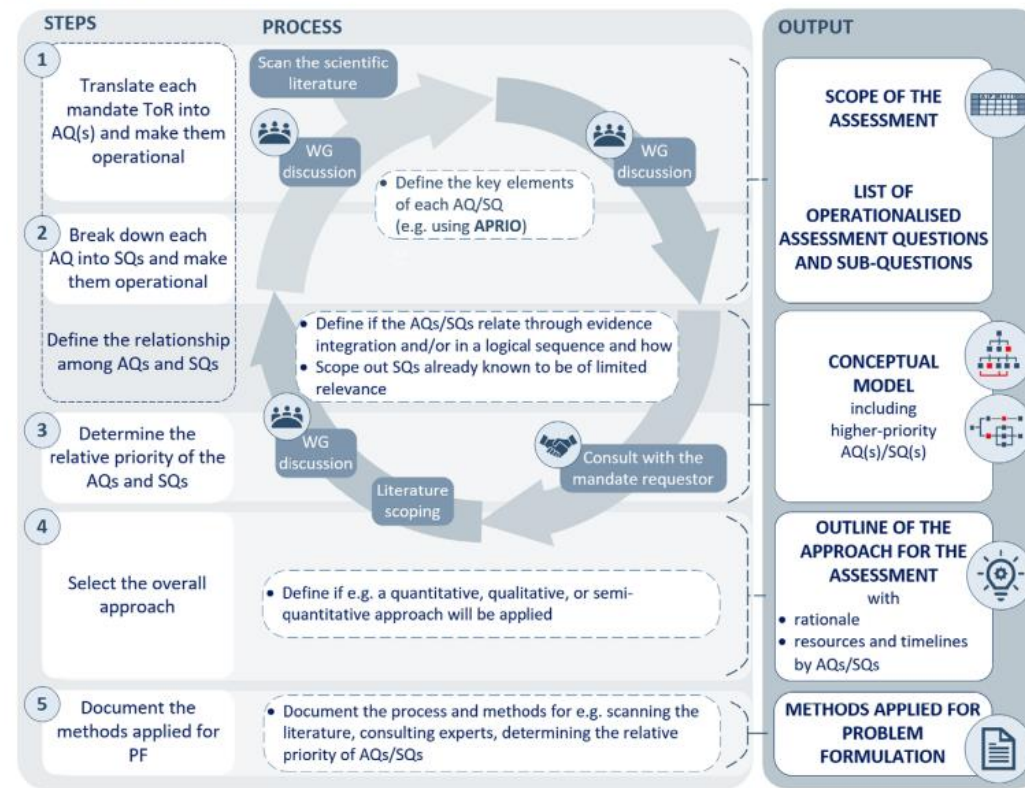 STEPS
PROCESS
OUTPUT
1
Translate each
mandate ToR into
AQ(s) and make them
operational
2
Break down each
AQ into SQs and make
them operational
Define the relationship
among AQs and SQs
3
Determine the
relative priority of the
AQs and SQs
4
Select the overall
approach
5
Document the
methods applied for
PF
Scan the scientific
literature
WG
discussion
WG
discussion
• Define the key elements
of each AQ/SQ
(e.g. using APRIO)
• Define if the AQs/SQs relate through evidence
integration and/or in a logical sequence and how
• Scope out SQs already known to be of limited
relevance
WG
discussion
Consult with the
mandate requestor
Literature
scoping
• Define if e.g. a quantitative, qualitative, or semi-
quantitative approach will be applied
• Document the process and methods for e.g. scanning the
literature, consulting experts, determining the relative
priority of AQs/SQs
SCOPE OF THE
ASSESSMENT
LIST OF
OPERATIONALISED
ASSESSMENT QUESTIONS
AND SUB-QUESTIONS
CONCEPTUAL
MODEL
including
higher-priority
AQ(s)/SQ(s)
OUTLINE OF THE
APPROACH FOR THE
ASSESSMENT
with
• rationale
• resources and timelines
by AQs/SQs
METHODS APPLIED FOR
PROBLEM
FORMULATION